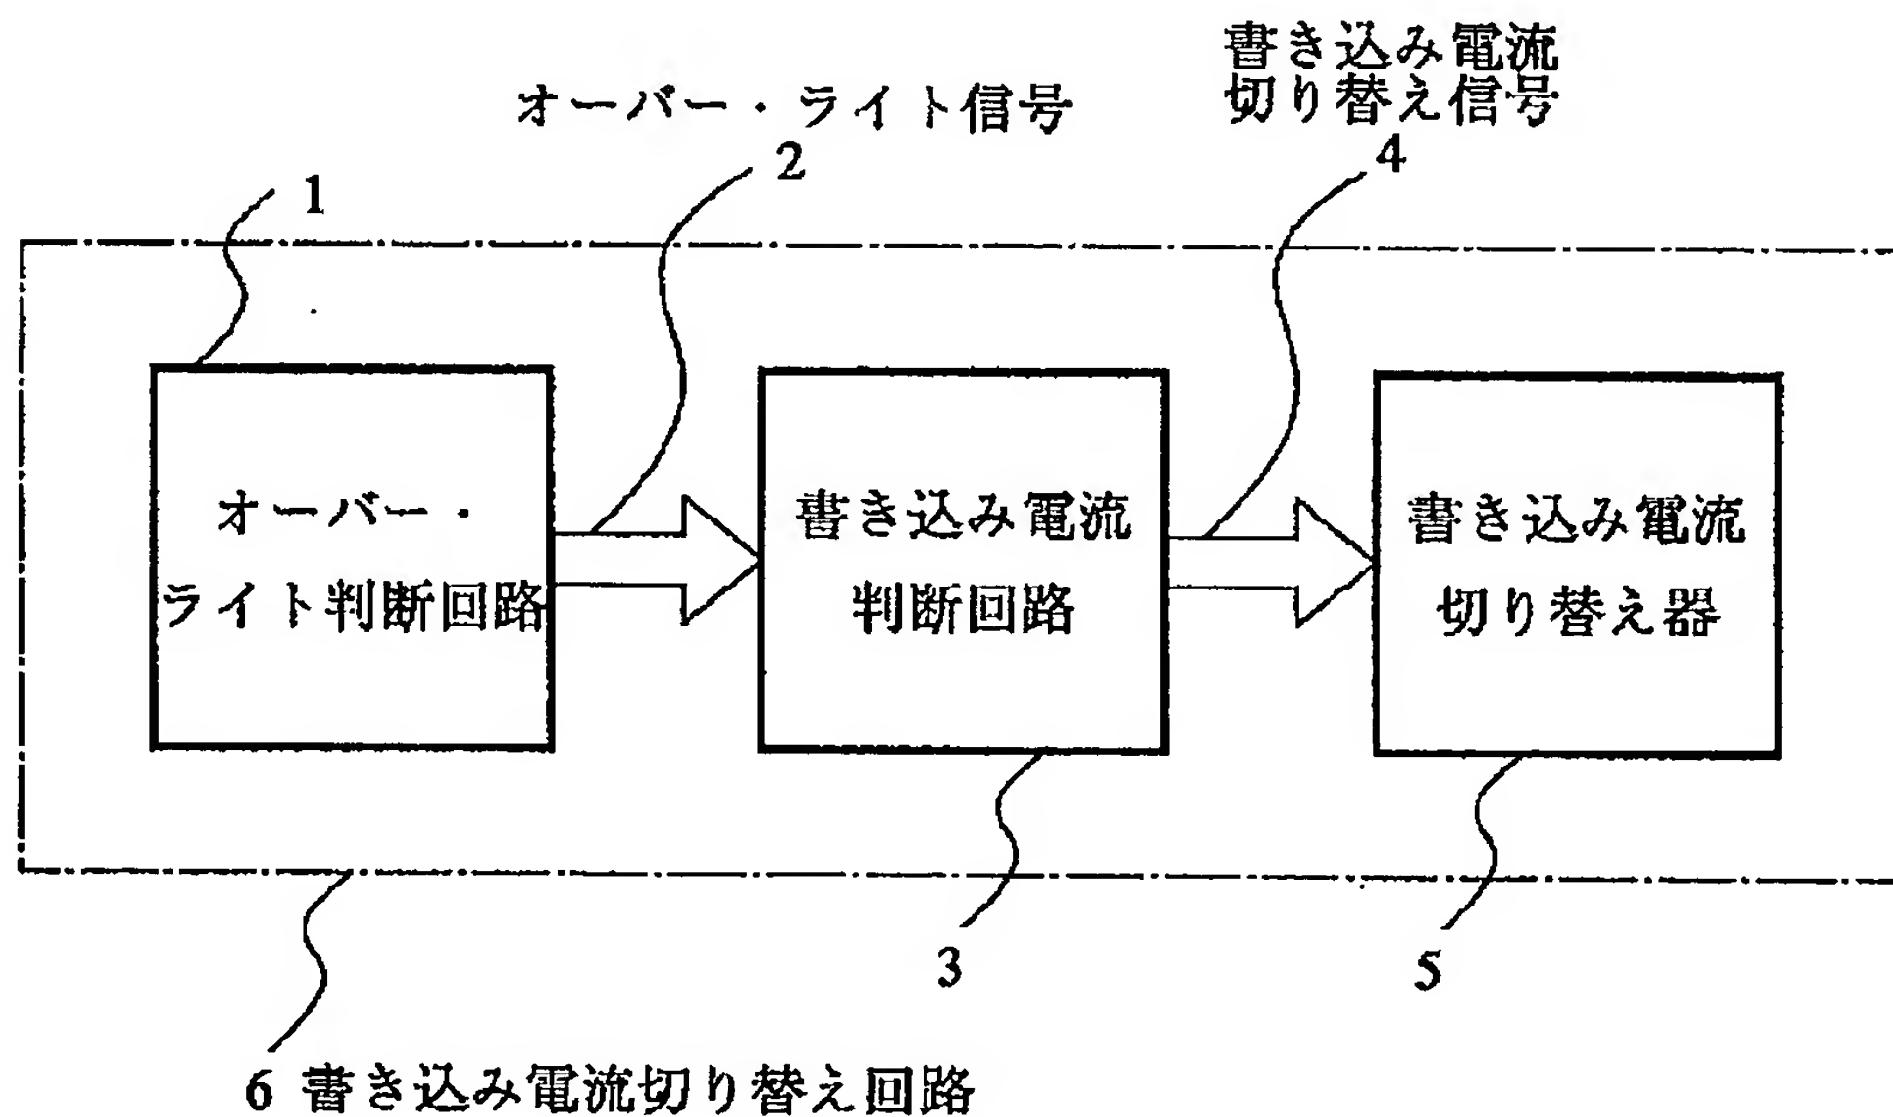 書き込み電流
切り替え信号
オーバー・ライト信号
4
2
1
オーバー・
ライト判断回路
書き込み電流
判断回路
書き込み電流
切り替え器
3
5
6 書き込み電流切り替え回路